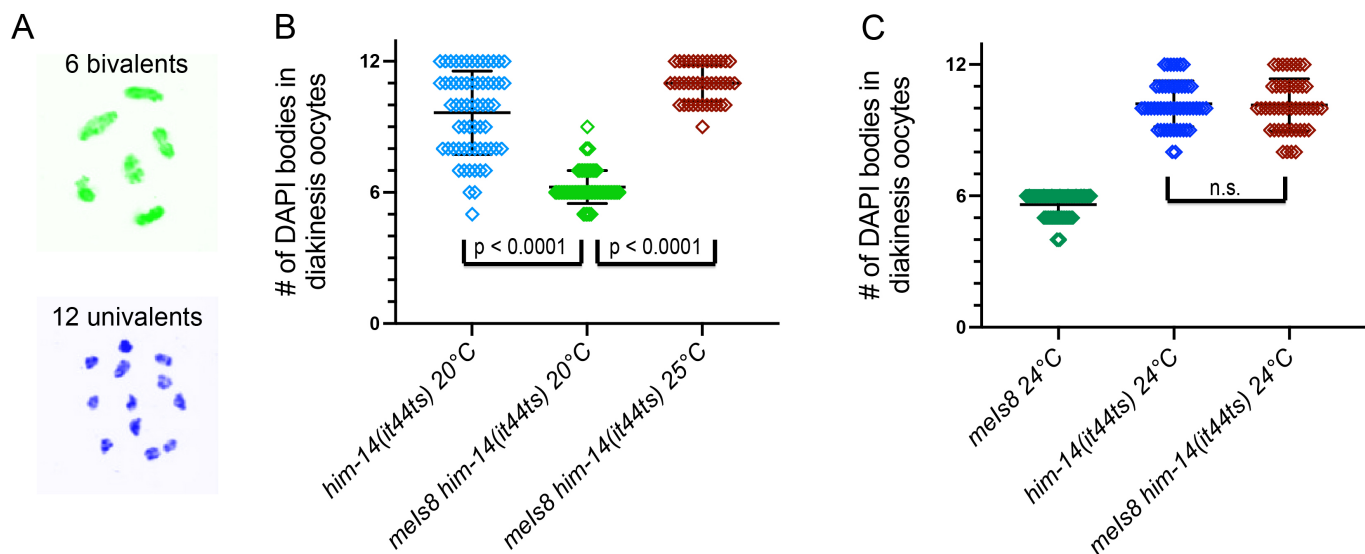 A
6 bivalents
12 univalents
B
# of DAPI bodies in
diakinesis oocytes
12
6
0
p < 0.0001
p < 0.0001
him-14(it44ts) 20°C
meIs8 him-14(it44ts) 20°C
meIs8 him-14(it44ts) 25°C
C
# of DAPI bodies in
diakinesis oocytes
12
6
0
n.s.
meIs8 24°C
him-14(it44ts) 24°C
meIs8 him-14(it44ts) 24°C